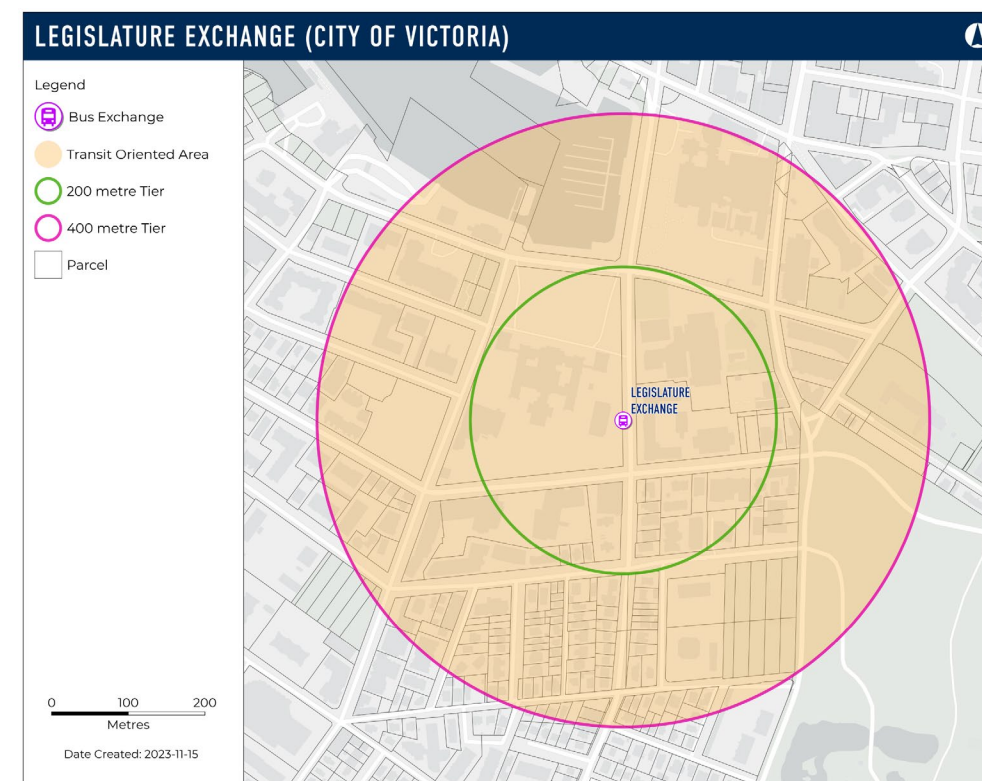 LEGISLATURE EXCHANGE (CITY OF VICTORIA)
Legend
Bus Exchange
Transit Oriented Area
200 metre Tier
400 metre Tier
Parcel
LEGISLATURE
EXCHANGE
0 100 200
Metres
Date Created: 2023-11-15